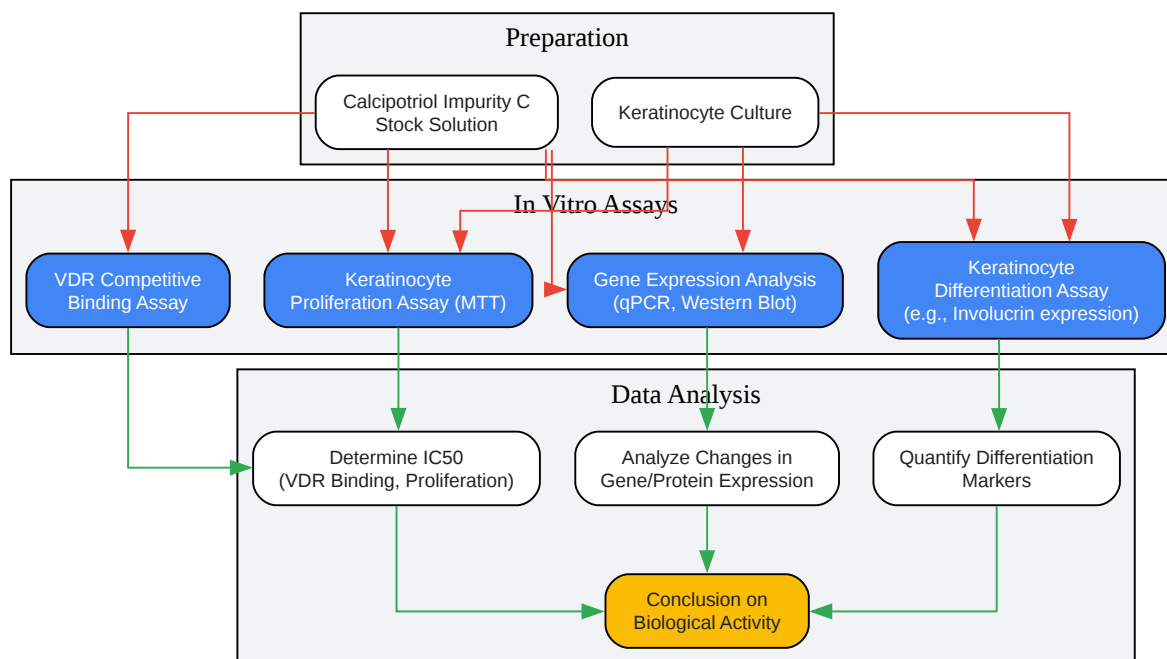 Preparation
Calcipotriol Impurity C
Stock Solution
Keratinocyte Culture
In Vitro Assays
VDR Competitive
Binding Assay
Keratinocyte
Proliferation Assay (MTT)
Gene Expression Analysis
(qPCR, Western Blot)
Keratinocyte
Differentiation Assay
(e.g., Involucrin expression)
Data Analysis
Determine IC50
(VDR Binding, Proliferation)
Analyze Changes in
Gene/Protein Expression
Quantify Differentiation
Markers
Conclusion on
Biological Activity